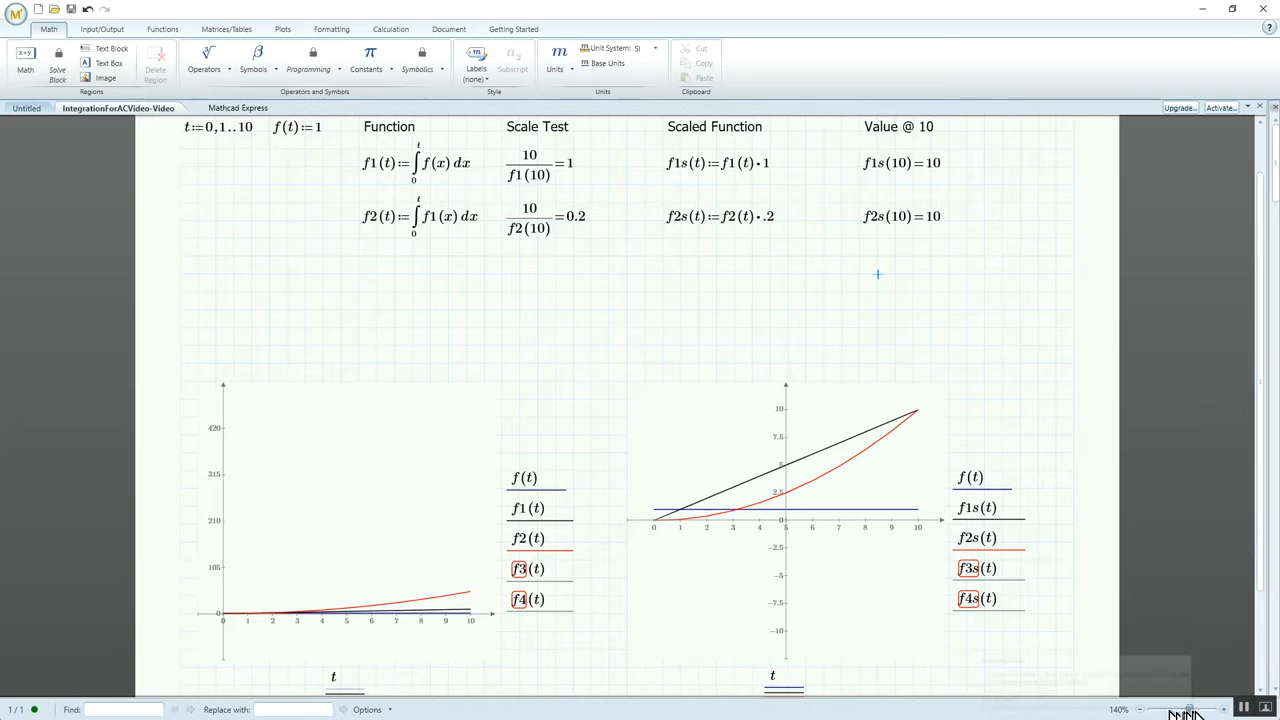 Math Input/Output Functions Matrices/Tables Plots Formatting Calculation Document Getting Started
Math
Solve Block
Text Block
Text Box
Image
Delete Region
Operators
Symbols
Programming
Constants
Symbolics
Labels (none)
Subscript
Units
Unit System: SI
Base Units
Cut
Copy
Paste
Regions Operators and Symbols Style Units Clipboard
Untitled IntegrationForACVideo-Video Mathcad Express Upgrade... Activate...
t:=0,1..10 f(t):=1 Function Scale Test Scaled Function Value @ 10
f1(t):=∫₀ᵗ f(x) dx 10/f1(10)=1 f1s(t):=f1(t)·1 f1s(10)=10
f2(t):=∫₀ᵗ f1(x) dx 10/f2(10)=0.2 f2s(t):=f2(t)·.2 f2s(10)=10
420
315
210
105
0
0 1 2 3 4 5 6 7 8 9 10
t
f(t)
f1(t)
f2(t)
f3(t)
f4(t)
10
7.5
5
2.5
0 1 2 3 4 5 6 7 8 9 10
−2.5
−5
−7.5
−10
t
f(t)
f1s(t)
f2s(t)
f3s(t)
f4s(t)
1 / 1 Find: Replace with: Options 140%